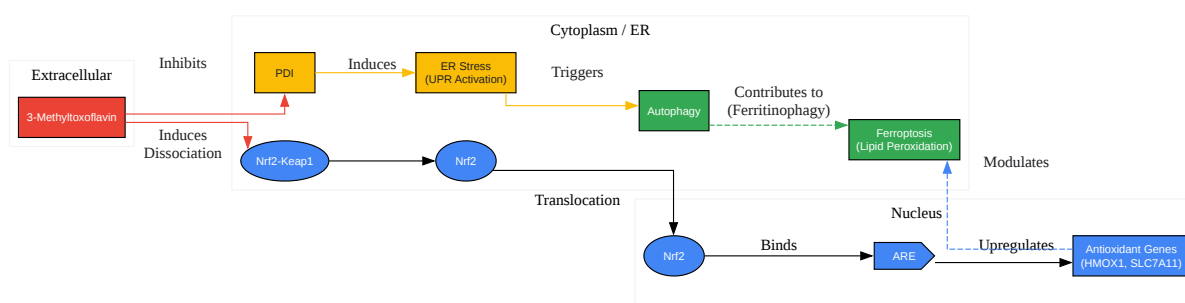 Cytoplasm / ER
Extracellular
Inhibits
PDI
Induces
ER Stress
(UPR Activation)
Triggers
3-Methyltoxoflavin
Autophagy
Contributes to
(Ferritinophagy)
Ferroptosis
(Lipid Peroxidation)
Induces
Dissociation
Nrf2-Keap1
Nrf2
Modulates
Translocation
Nucleus
Nrf2
Binds
ARE
Upregulates
Antioxidant Genes
(HMOX1, SLC7A11)